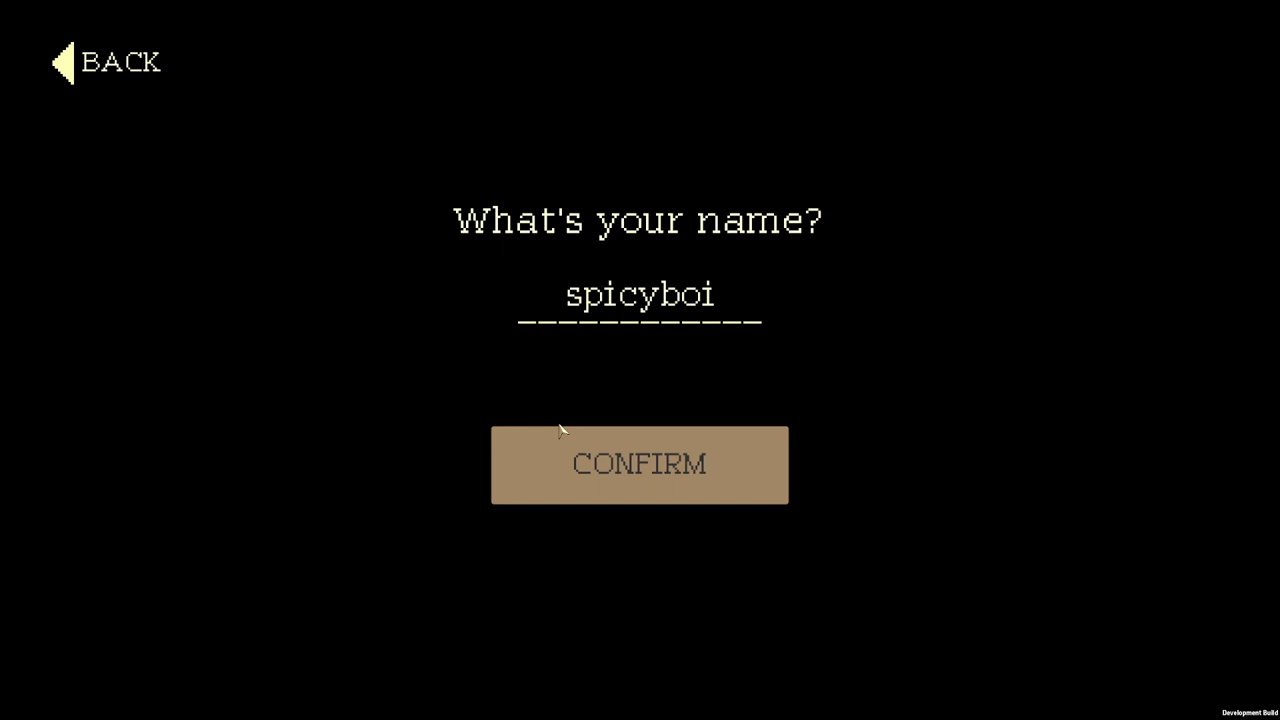 BACK
What's your name?
spicyboi
CONFIRM
Development Build